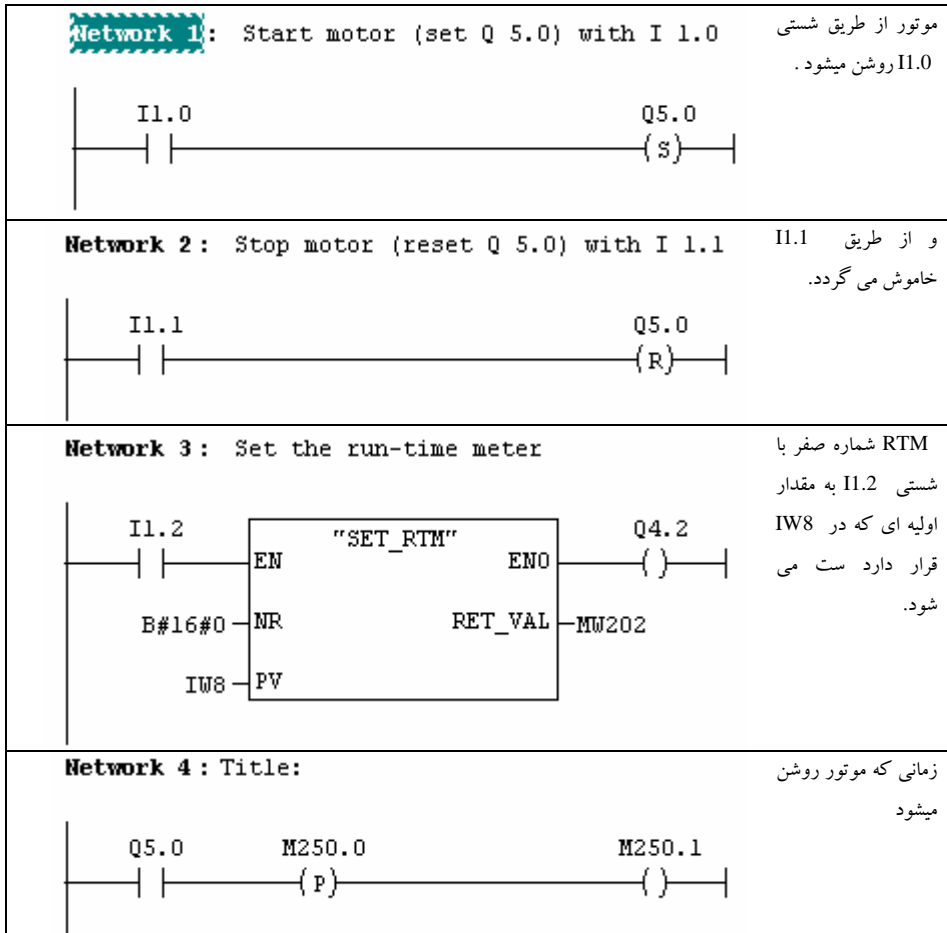 Network 1: Start motor (set Q 5.0) with I 1.0
I1.0 Q5.0
S
موتور از طریق شستی
I1.0 روشن میشود .
Network 2: Stop motor (reset Q 5.0) with I 1.1
I1.1 Q5.0
R
و از طریق I1.1
خاموش می گردد.
Network 3: Set the run-time meter
I1.2 "SET_RTM" Q4.2
EN ENO
B#16#0 NR RET_VAL MW202
IW8 PV
RTM شماره صفر با
شستی I1.2 به مقدار
اولیه ای که در IW8
قرار دارد ست می
شود.
Network 4: Title:
Q5.0 M250.0 M250.1
P
زمانی که موتور روشن
میشود